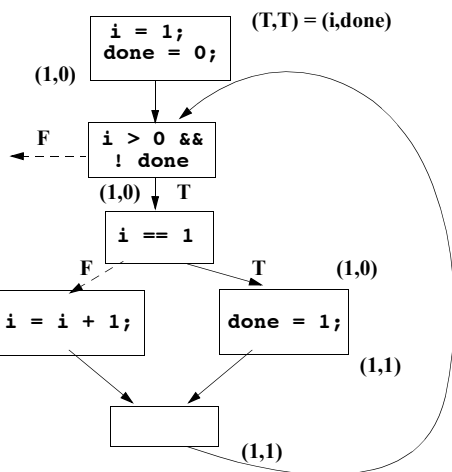 i = 1;
done = 0;
(T,T) = (i,done)
(1,0)
i > 0 &&
! done
F
(1,0)
T
i == 1
F
T
(1,0)
i = i + 1;
done = 1;
(1,1)
(1,1)